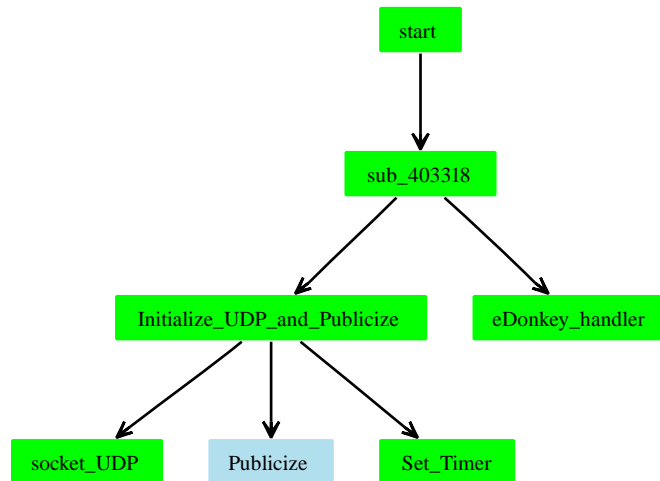 start
sub_403318
Initialize_UDP_and_Publicize
eDonkey_handler
socket_UDP
Publicize
Set_Timer